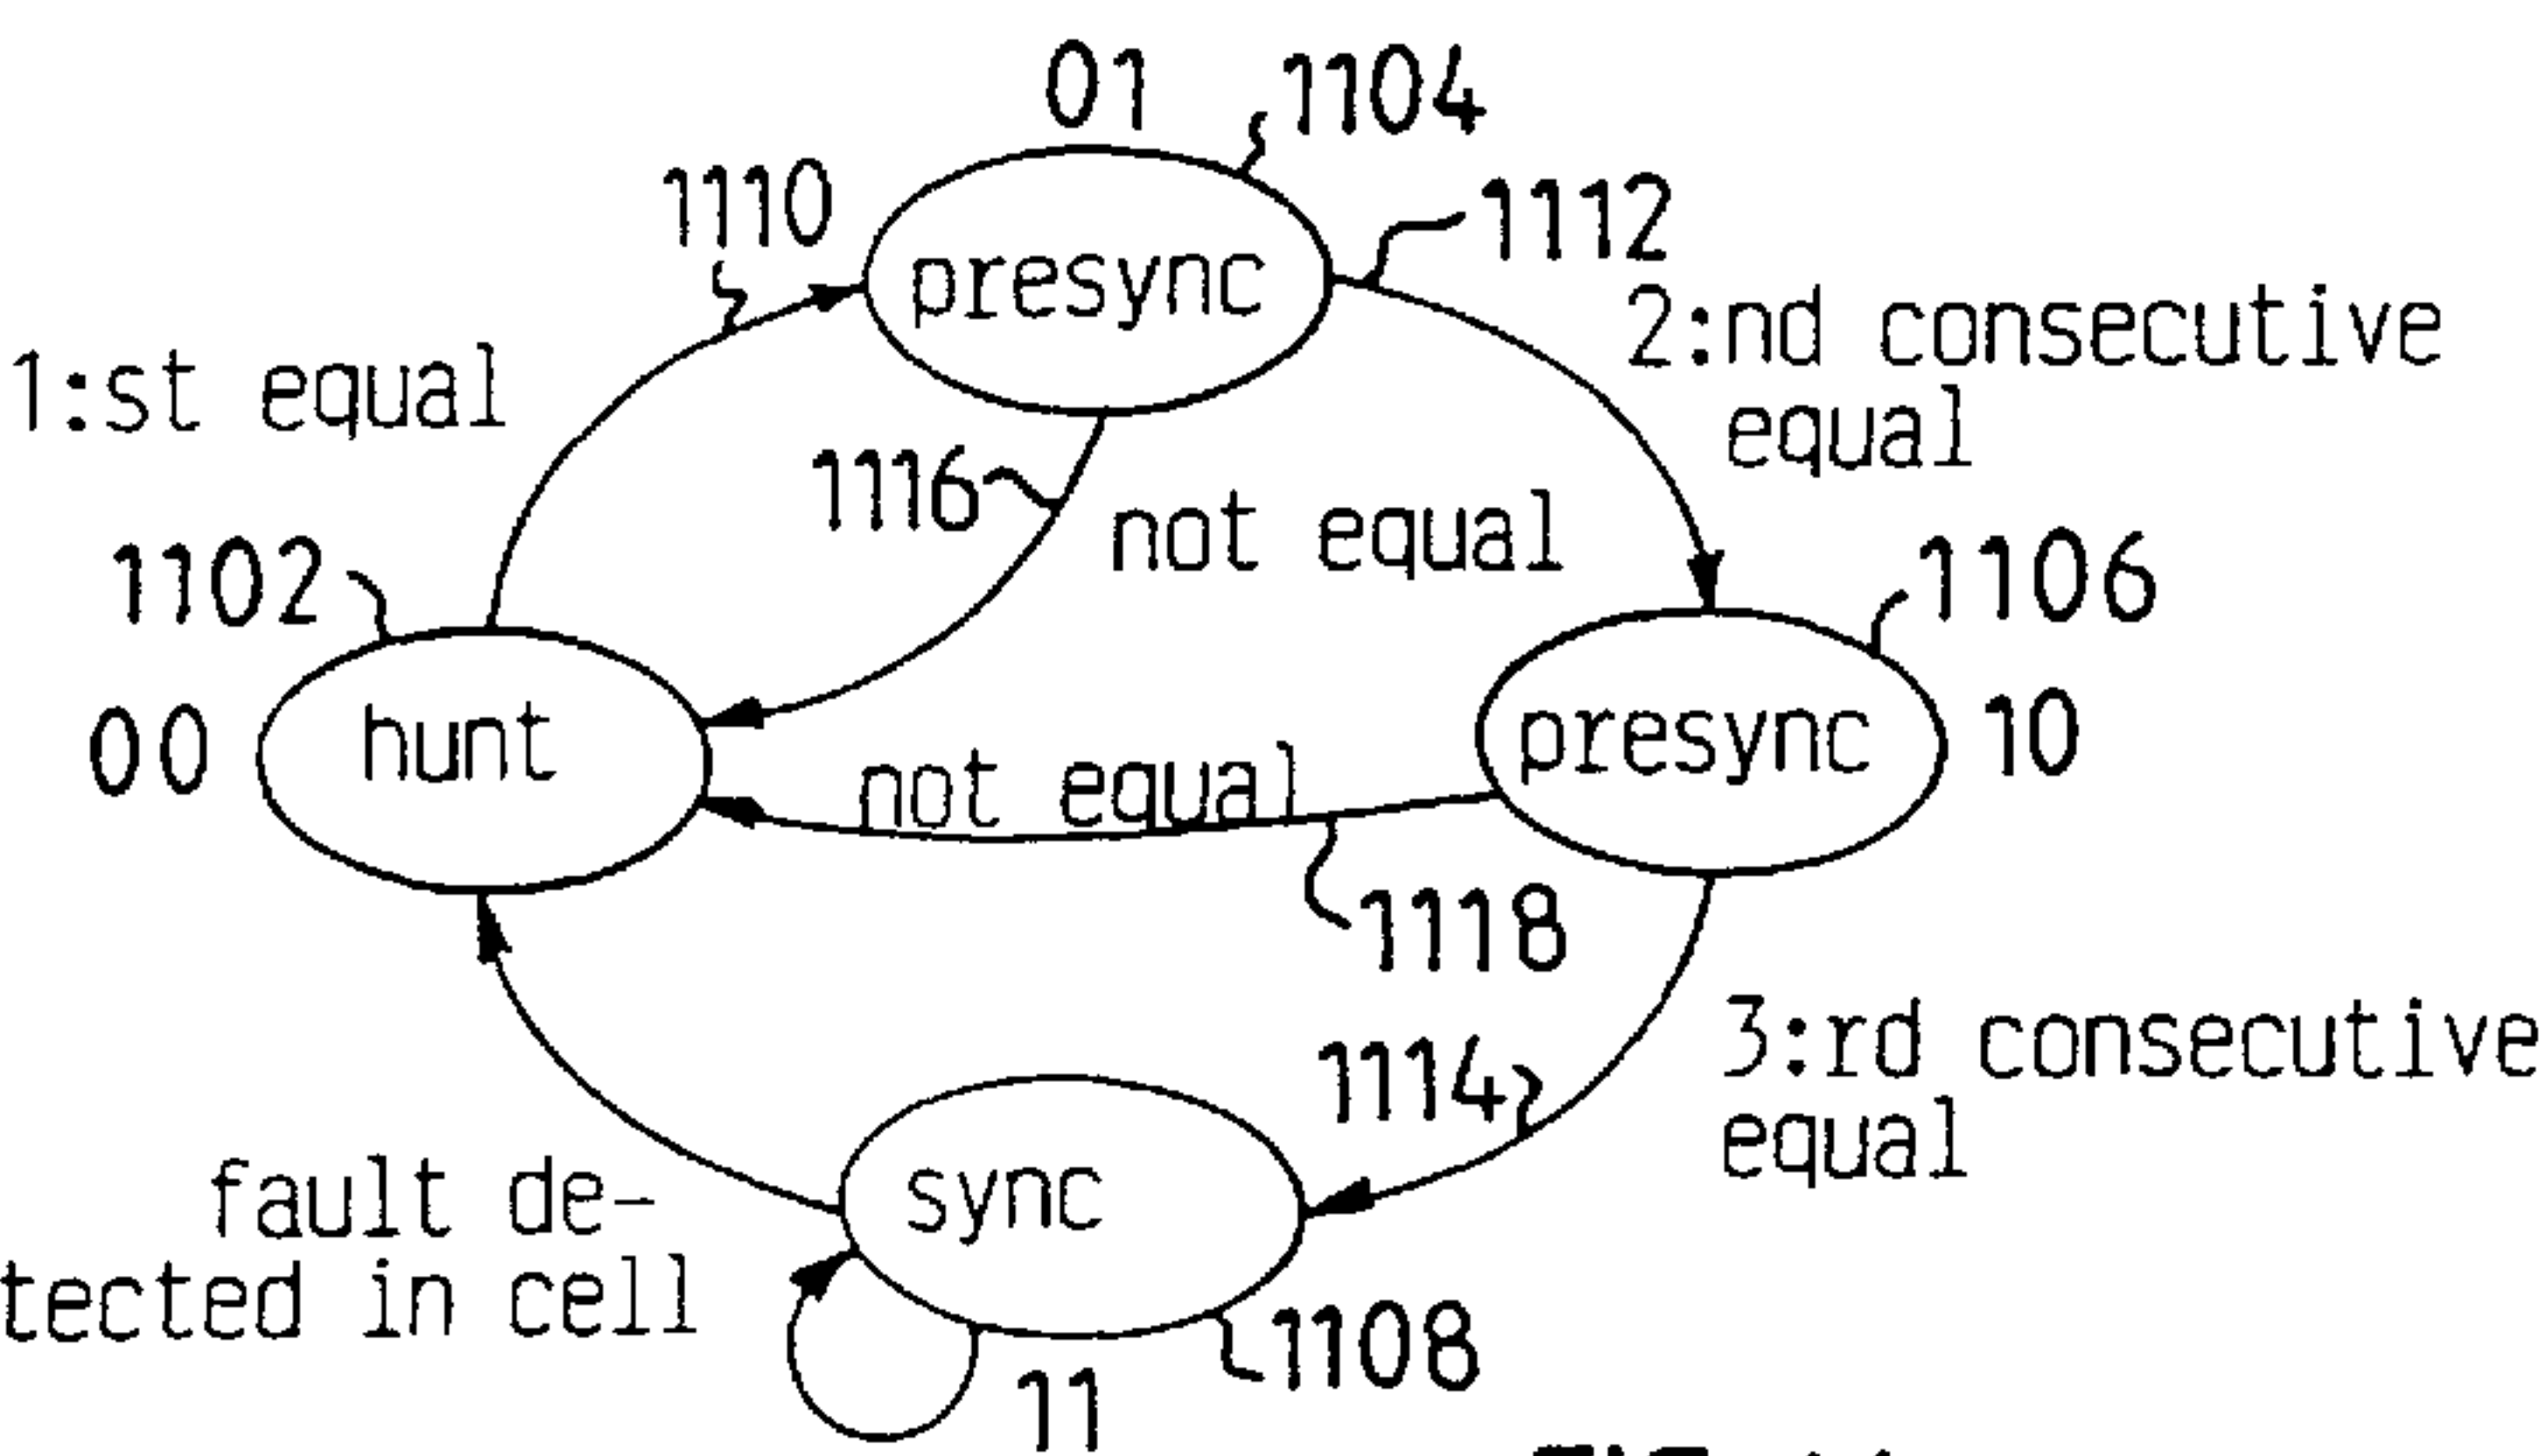 01
1104
1110
1112
presync
2:nd consecutive
equal
1:st equal
1116
not equal
1102
1106
00
hunt
presync
10
not equal
1118
3:rd consecutive
equal
1114
sync
fault de-
tected in cell
1108
11